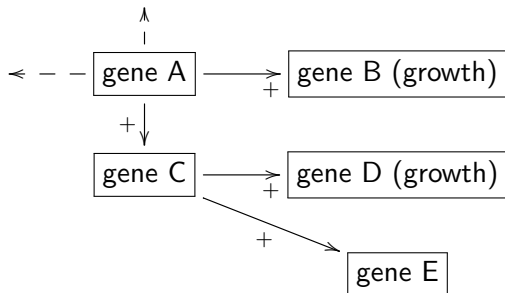 gene A
gene B (growth)
+
+
gene C
gene D (growth)
+
+
gene E